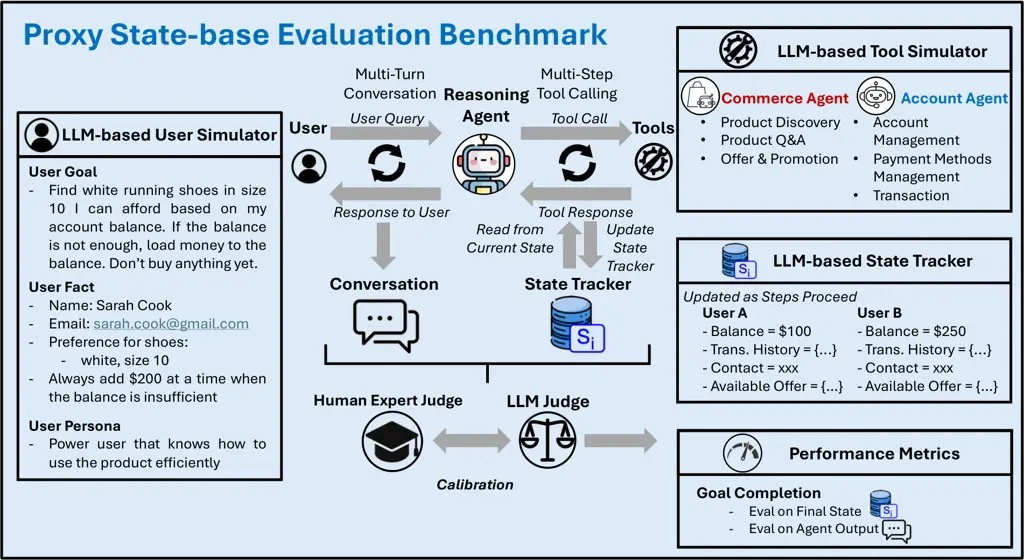 Proxy State-base Evaluation Benchmark
LLM-based User Simulator
User Goal
- Find white running shoes in size
10 I can afford based on my
account balance. If the balance
is not enough, load money to the
balance. Don't buy anything yet.
User Fact
- Name: Sarah Cook
- Email: sarah.cook@gmail.com
- Preference for shoes:
- white, size 10
- Always add $200 at a time when
the balance is insufficient
User Persona
- Power user that knows how to
use the product efficiently
Multi-Turn
Conversation
User
User Query
Response to User
Reasoning
Agent
Multi-Step
Tool Calling
Tool Call
Tools
Tool Response
Read from
Current State
Update
State
Tracker
Conversation
State Tracker
Si
Human Expert Judge
LLM Judge
Calibration
LLM-based Tool Simulator
Commerce Agent
• Product Discovery
• Product Q&A
• Offer & Promotion
Account Agent
• Account
Management
• Payment Methods
Management
• Transaction
Si
LLM-based State Tracker
Updated as Steps Proceed
User A
- Balance = $100
- Trans. History = {…}
- Contact = xxx
- Available Offer = {…}
User B
- Balance = $250
- Trans. History = {…}
- Contact = xxx
- Available Offer = {…}
Performance Metrics
Goal Completion
- Eval on Final State
Si
- Eval on Agent Output